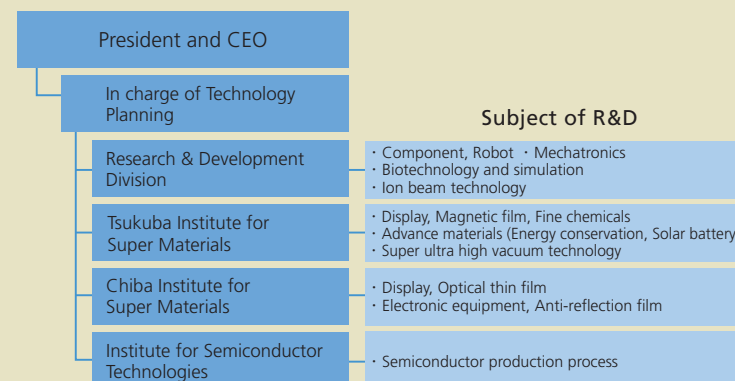 President and CEO
In charge of Technology
Planning
Subject of R&D
Research & Development
Division
· Component, Robot · Mechatronics
· Biotechnology and simulation
· Ion beam technology
Tsukuba Institute for
Super Materials
· Display, Magnetic film, Fine chemicals
· Advance materials (Energy conservation, Solar battery
· Super ultra high vacuum technology
Chiba Institute for
Super Materials
· Display, Optical thin film
· Electronic equipment, Anti-reflection film
Institute for Semiconductor
Technologies
· Semiconductor production process